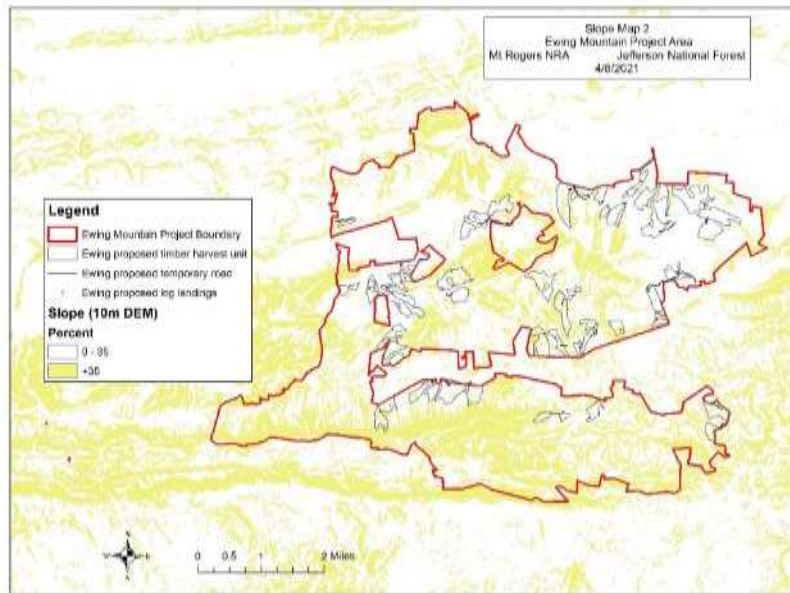 Slope Map 2
Ewing Mountain Project Area
Mt Rogers NRA Jefferson National Forest
4/8/2021
Legend
Ewing Mountain Project Boundary
Ewing proposed timber harvest unit
Ewing proposed temporary road
Ewing proposed log landings
Slope (10m DEM)
Percent
0 - 35
+35
N
W E
S
0 0.5 1 2 Miles